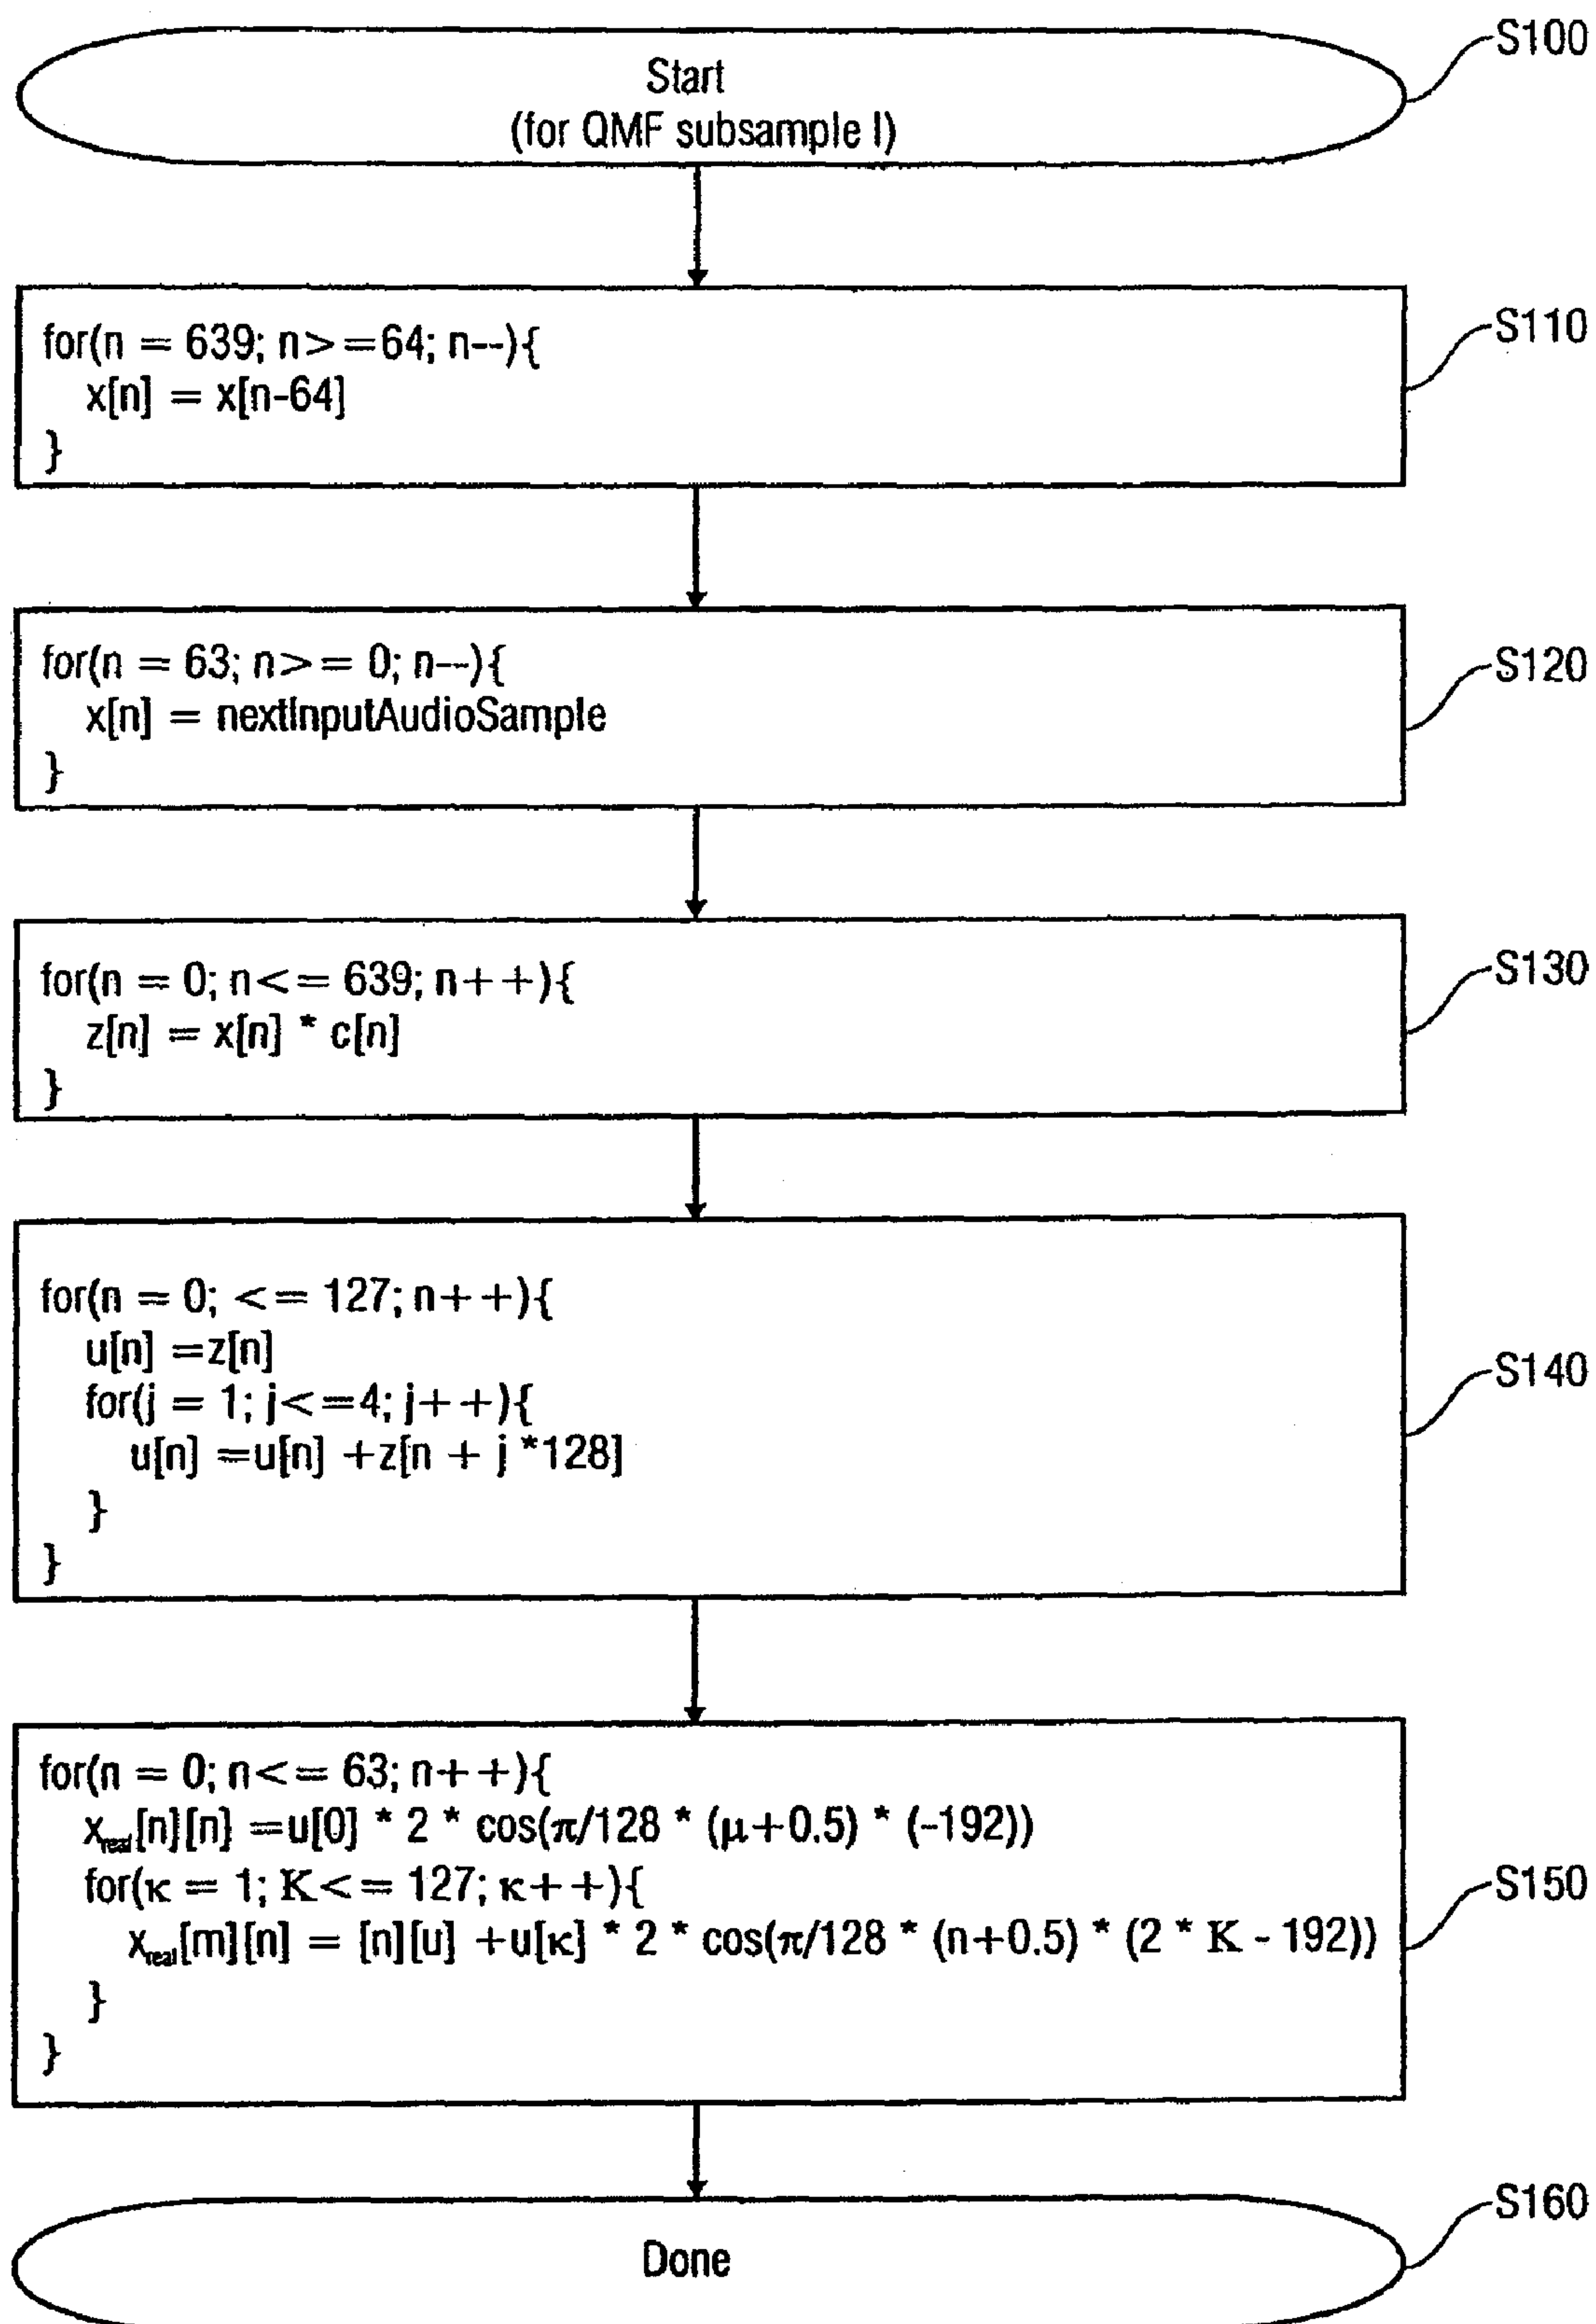 S100
Start
(for QMF subsample l)
S110
for(n = 639; n>=64; n--){
x[n] = x[n-64]
}
S120
for(n = 63; n>= 0; n--){
x[n] = nextInputAudioSample
}
S130
for(n = 0; n<= 639; n++){
z[n] = x[n] * c[n]
}
S140
for(n = 0; <= 127; n++){
u[n] =z[n]
for(j = 1; j<=4; j++){
u[n] =u[n] +z[n + j *128]
}
}
S150
for(n = 0; n<= 63; n++){
x_real[n][n] =u[0] * 2 * cos(π/128 * (μ+0.5) * (-192))
for(κ = 1; K<= 127; κ++){
x_real[m][n] = [n][u] +u[κ] * 2 * cos(π/128 * (n+0.5) * (2 * K - 192))
}
}
S160
Done